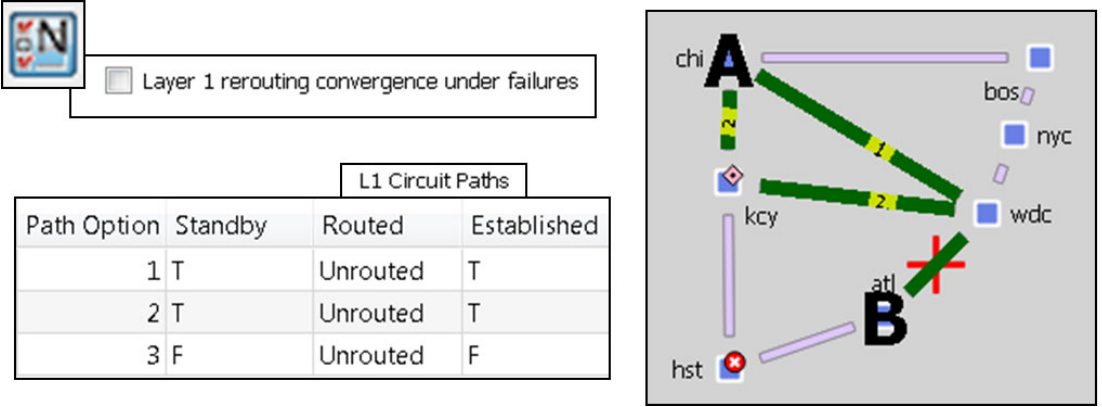 N
Layer 1 rerouting convergence under failures
L1 Circuit Paths
Path Option Standby Routed Established
1 T Unrouted T
2 T Unrouted T
3 F Unrouted F
chi A
bos
2
1
nyc
2
kcy
wdc
atl
B
hst